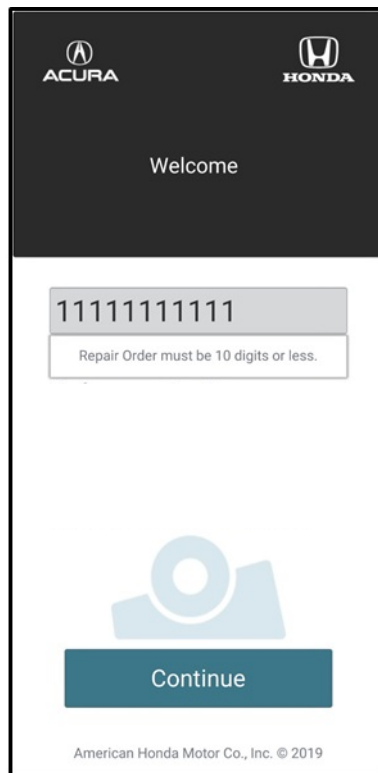 ACURA
HONDA
Welcome
11111111111
Repair Order must be 10 digits or less.
Continue
American Honda Motor Co., Inc. © 2019